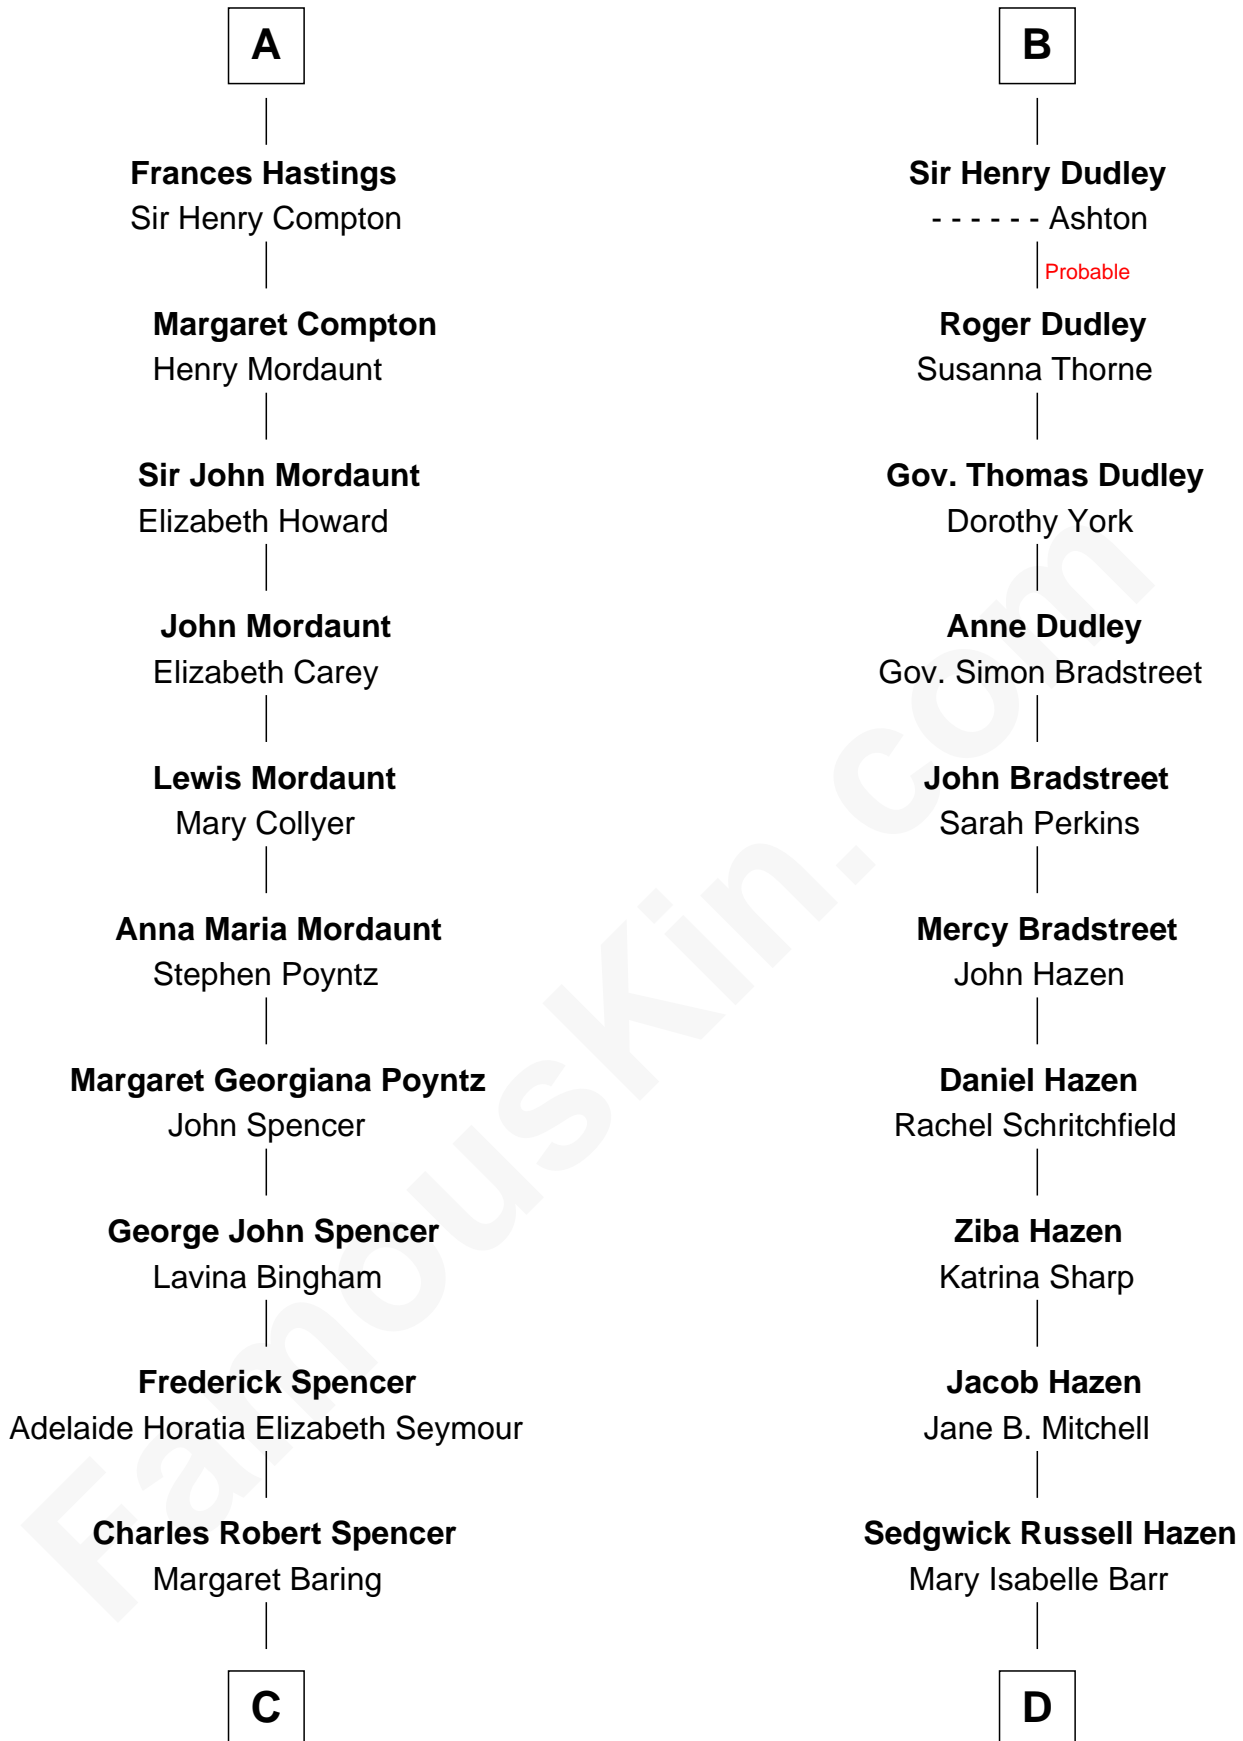 A
Frances Hastings
Sir Henry Compton
Margaret Compton
Henry Mordaunt
Sir John Mordaunt
Elizabeth Howard
John Mordaunt
Elizabeth Carey
Lewis Mordaunt
Mary Collyer
Anna Maria Mordaunt
Stephen Poyntz
Margaret Georgiana Poyntz
John Spencer
George John Spencer
Lavina Bingham
Frederick Spencer
Adelaide Horatia Elizabeth Seymour
Charles Robert Spencer
Margaret Baring
C
B
Sir Henry Dudley
- - - - - - Ashton
Probable
Roger Dudley
Susanna Thorne
Gov. Thomas Dudley
Dorothy York
Anne Dudley
Gov. Simon Bradstreet
John Bradstreet
Sarah Perkins
Mercy Bradstreet
John Hazen
Daniel Hazen
Rachel Schritchfield
Ziba Hazen
Katrina Sharp
Jacob Hazen
Jane B. Mitchell
Sedgwick Russell Hazen
Mary Isabelle Barr
D
FamousKin.com